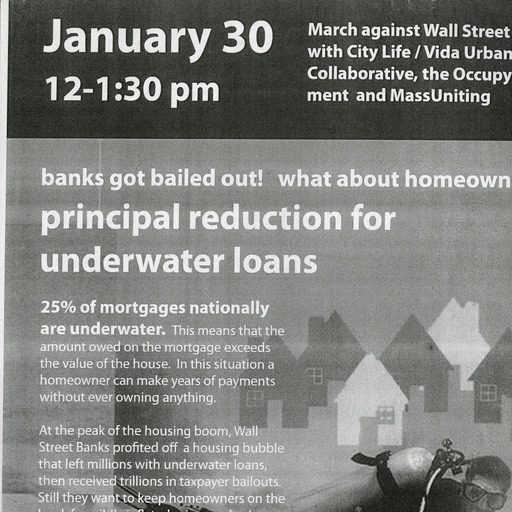 January 30
12-1:30 pm
March against Wall Street
with City Life / Vida Urban
Collaborative, the Occupy
ment and MassUniting
banks got bailed out! what about homeown
principal reduction for
underwater loans
25% of mortgages nationally
are underwater. This means that the
amount owed on the mortgage exceeds
the value of the house. In this situation a
homeowner can make years of payments
without ever owning anything.
At the peak of the housing boom, Wall
Street Banks profited off a housing bubble
that left millions with underwater loans,
then received trillions in taxpayer bailouts.
Still they want to keep homeowners on the